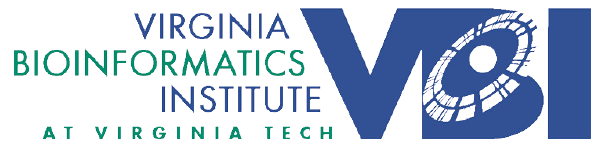 VIRGINIA
BIOINFORMATICS
INSTITUTE
AT VIRGINIA TECH
VBI